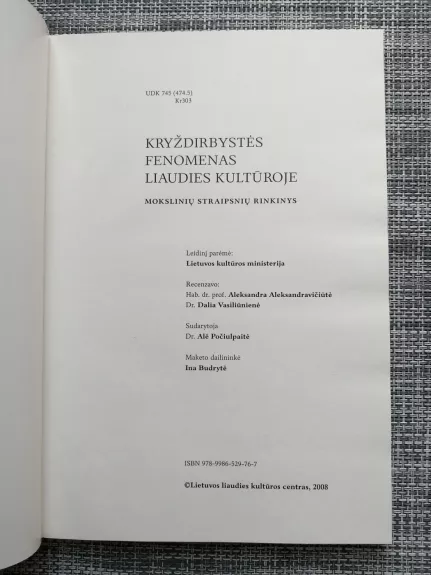 UDK 745 (474.5)
Kr303
KRYŽDIRBYSTĖS
FENOMENAS
LIAUDIES KULTŪROJE
MOKSLINIŲ STRAIPSNIŲ RINKINYS
Leidinį parėmė:
Lietuvos kultūros ministerija
Recenzavo:
Hab. dr. prof. Aleksandra Aleksandravičiūtė
Dr. Dalia Vasiliūnienė
Sudarytoja
Dr. Alė Počiulpaitė
Maketo dailininkė
Ina Budrytė
ISBN 978-9986-529-76-7
©Lietuvos liaudies kultūros centras, 2008